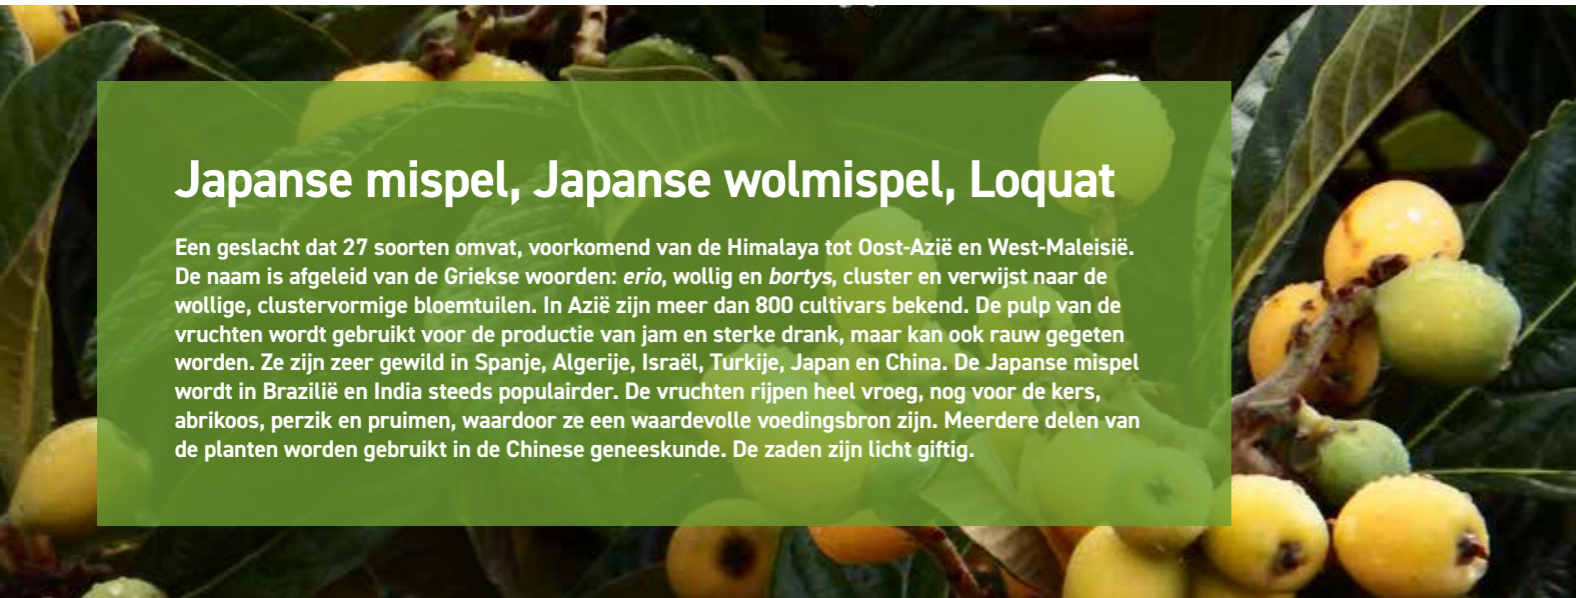 Japanse mispel, Japanse wolmispel, Loquat
Een geslacht dat 27 soorten omvat, voorkomend van de Himalaya tot Oost-Azië en West-Maleisië.
De naam is afgeleid van de Griekse woorden: erio, wollig en bortys, cluster en verwijst naar de
wollige, clustervormige bloemtuilen. In Azië zijn meer dan 800 cultivars bekend. De pulp van de
vruchten wordt gebruikt voor de productie van jam en sterke drank, maar kan ook rauw gegeten
worden. Ze zijn zeer gewild in Spanje, Algerije, Israël, Turkije, Japan en China. De Japanse mispel
wordt in Brazilië en India steeds populairder. De vruchten rijpen heel vroeg, nog voor de kers,
abrikoos, perzik en pruimen, waardoor ze een waardevolle voedingsbron zijn. Meerdere delen van
de planten worden gebruikt in de Chinese geneeskunde. De zaden zijn licht giftig.